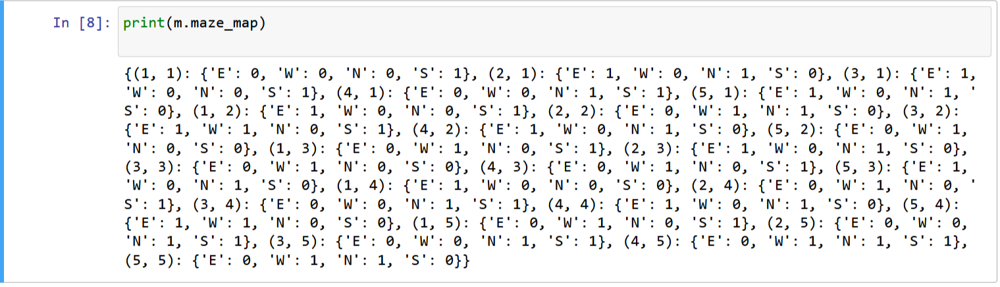 In [8]: print(m.maze_map)
{(1, 1): {'E': 0, 'W': 0, 'N': 0, 'S': 1}, (2, 1): {'E': 1, 'W': 0, 'N': 1, 'S': 0}, (3, 1): {'E': 1,
'W': 0, 'N': 0, 'S': 1}, (4, 1): {'E': 0, 'W': 0, 'N': 1, 'S': 1}, (5, 1): {'E': 1, 'W': 0, 'N': 1, '
S': 0}, (1, 2): {'E': 1, 'W': 0, 'N': 0, 'S': 1}, (2, 2): {'E': 0, 'W': 1, 'N': 1, 'S': 0}, (3, 2):
{'E': 1, 'W': 1, 'N': 0, 'S': 1}, (4, 2): {'E': 1, 'W': 0, 'N': 1, 'S': 0}, (5, 2): {'E': 0, 'W': 1,
'N': 0, 'S': 0}, (1, 3): {'E': 0, 'W': 1, 'N': 0, 'S': 1}, (2, 3): {'E': 1, 'W': 0, 'N': 1, 'S': 0},
(3, 3): {'E': 0, 'W': 1, 'N': 0, 'S': 0}, (4, 3): {'E': 0, 'W': 1, 'N': 0, 'S': 1}, (5, 3): {'E': 1,
'W': 0, 'N': 1, 'S': 0}, (1, 4): {'E': 1, 'W': 0, 'N': 0, 'S': 0}, (2, 4): {'E': 0, 'W': 1, 'N': 0, '
S': 1}, (3, 4): {'E': 0, 'W': 0, 'N': 1, 'S': 1}, (4, 4): {'E': 1, 'W': 0, 'N': 1, 'S': 0}, (5, 4):
{'E': 1, 'W': 1, 'N': 0, 'S': 0}, (1, 5): {'E': 0, 'W': 1, 'N': 0, 'S': 1}, (2, 5): {'E': 0, 'W': 0,
'N': 1, 'S': 1}, (3, 5): {'E': 0, 'W': 0, 'N': 1, 'S': 1}, (4, 5): {'E': 0, 'W': 1, 'N': 1, 'S': 1},
(5, 5): {'E': 0, 'W': 1, 'N': 1, 'S': 0}}